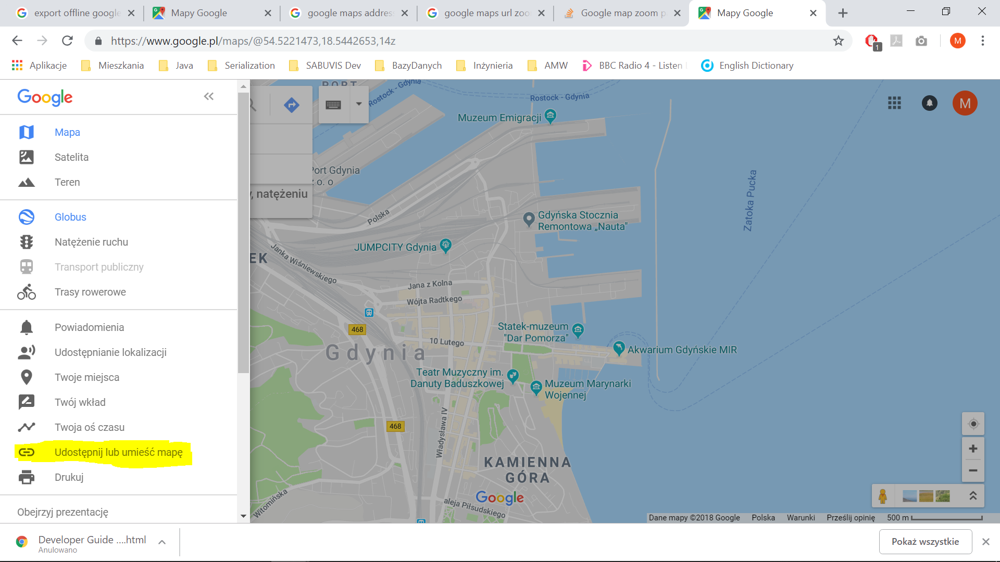 export offline google
Mapy Google
google maps address
google maps url zoo
Google map zoom p
Mapy Google
https://www.google.pl/maps/@54.5221473,18.5442653,14z
1
M
Aplikacje
Mieszkania
Java
Serialization
SABUVIS Dev
BazyDanych
Inżynieria
AMW
BBC Radio 4 - Listen
English Dictionary
Google
Mapa
Satelita
Teren
Globus
Natężenie ruchu
Transport publiczny
Trasy rowerowe
Powiadomienia
Udostępnianie lokalizacji
Twoje miejsca
Twój wkład
Twoja oś czasu
Udostępnij lub umieść mapę
Drukuj
Obejrzyj prezentację
PORT
Rostock - Gdynia
Rostock - Gdynia
M
Muzeum Emigracji
Port Gdynia
z o. o
y, natężeniu
Zatoka Pucka
Polska
Gdyńska Stocznia
Remontowa „Nauta"
JUMPCITY Gdynia
EK
Janka Wiśniewskiego
Jana z Kolna
Wójta Radtkego
468
Statek-muzeum
"Dar Pomorza"
10 Lutego
Gdynia
Akwarium Gdyńskie MIR
Teatr Muzyczny im.
Danuty Baduszkowej
Muzeum Marynarki
Wojennej
468
Władysława IV
KAMIENNA
GÓRA
Google
Witomińska
aleja Piłsudskiego
Dane mapy ©2018 Google
Polska
Warunki
Prześlij opinię
500 m
Developer Guide ....html
Anulowano
Pokaż wszystkie